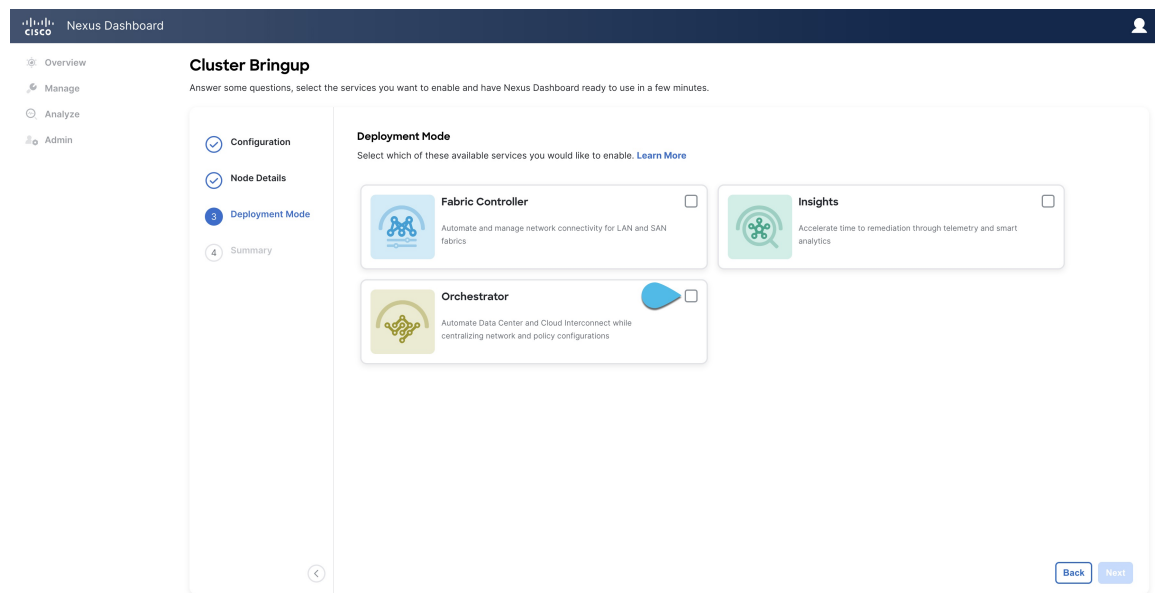 CISCO Nexus Dashboard
Overview
Manage
Analyze
Admin
Cluster Bringup
Answer some questions, select the services you want to enable and have Nexus Dashboard ready to use in a few minutes.
Configuration
Node Details
3 Deployment Mode
4 Summary
Deployment Mode
Select which of these available services you would like to enable. Learn More
Fabric Controller
Automate and manage network connectivity for LAN and SAN
fabrics
Insights
Accelerate time to remediation through telemetry and smart
analytics
Orchestrator
Automate Data Center and Cloud Interconnect while
centralizing network and policy configurations
Back Next